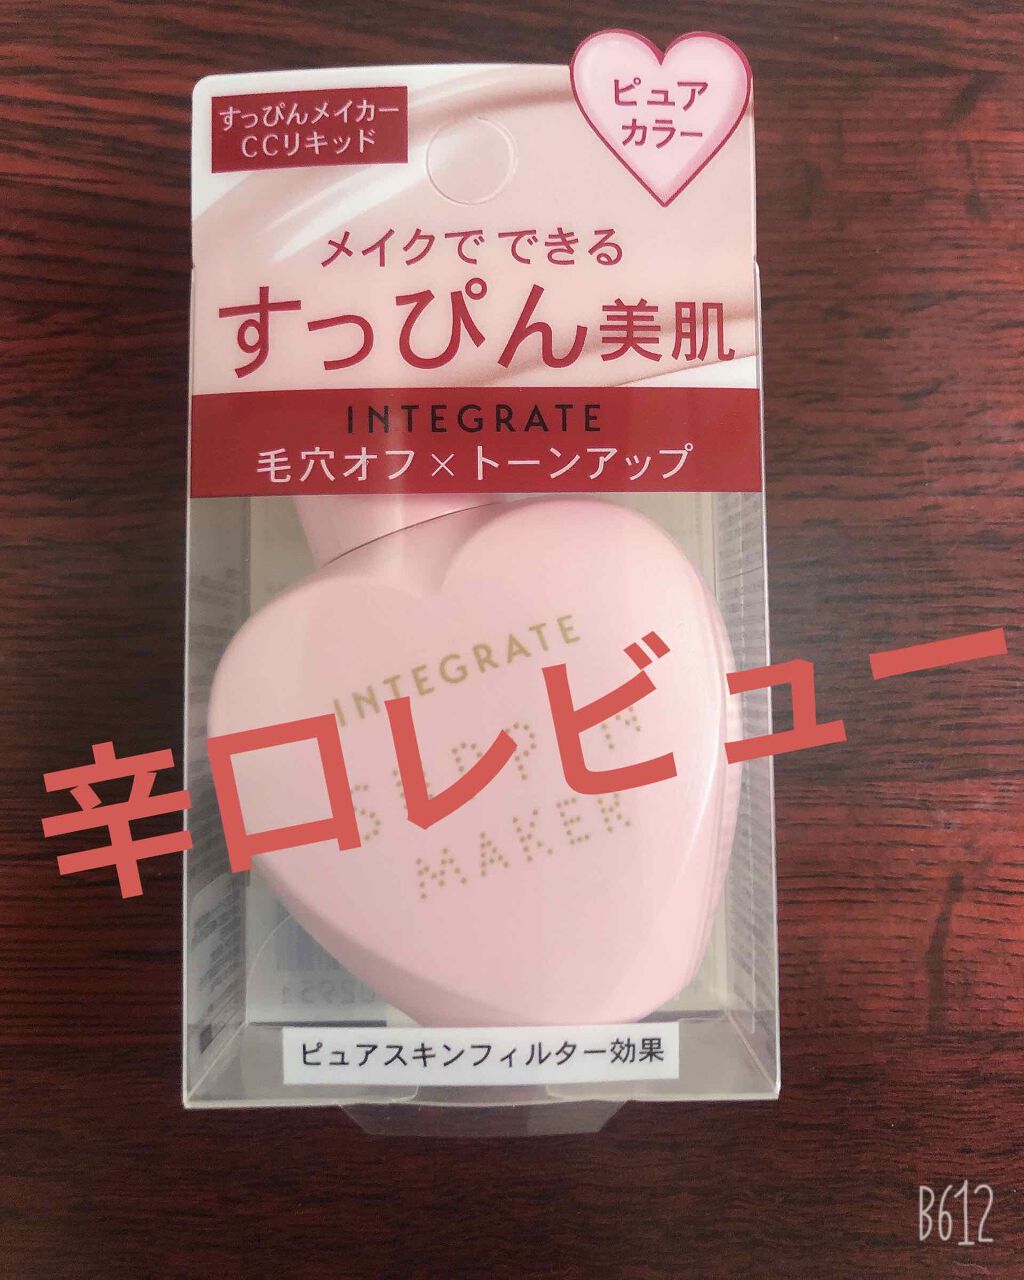 すっぴんメイカー
CCリキッド
ピュア
カラー
メイクで できる
すっぴん美肌
INTEGRATE
毛穴オフ×トーンアップ
INTEGRATE
SUPPIN
MAKER
辛口レビュー
ピュアスキンフィルター効果
B612